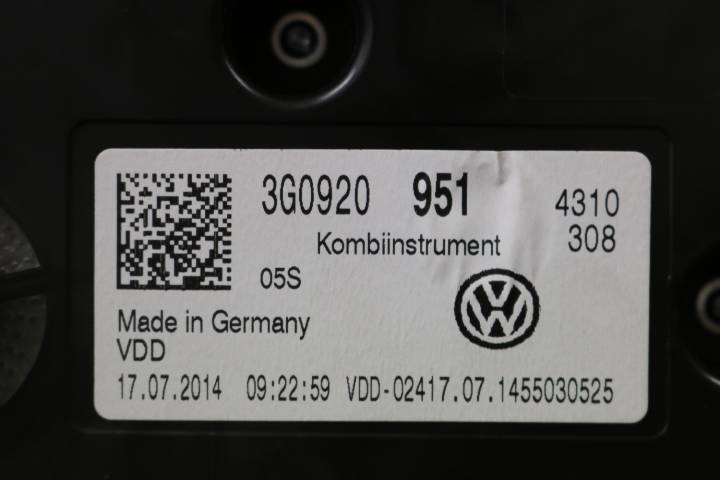 3G0920 951 4310
Kombiinstrument 308
05S
Made in Germany
VDD
17.07.2014 09:22:59 VDD-02417.07.1455030525